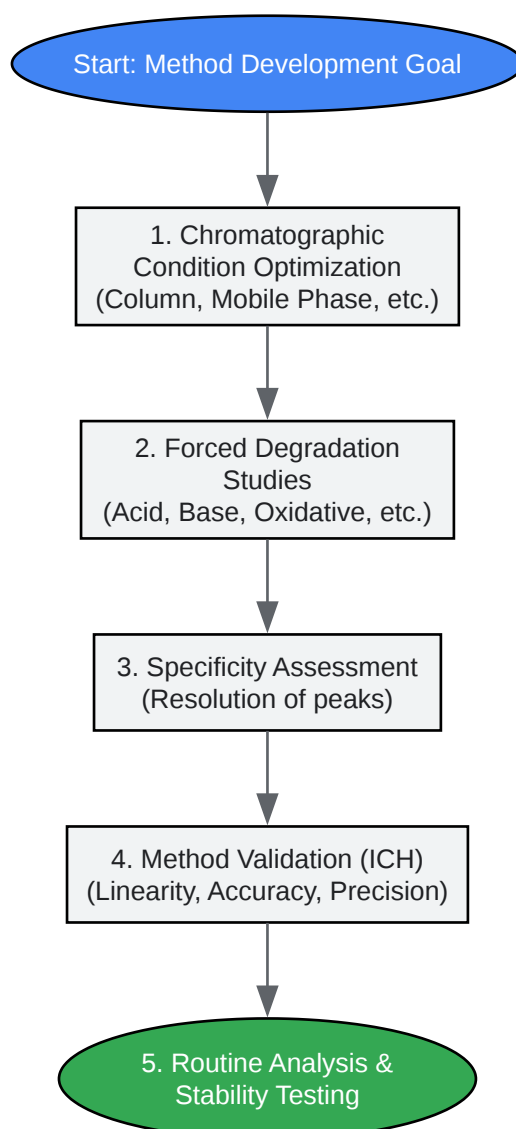 Start: Method Development Goal
1. Chromatographic
Condition Optimization
(Column, Mobile Phase, etc.)
2. Forced Degradation
Studies
(Acid, Base, Oxidative, etc.)
3. Specificity Assessment
(Resolution of peaks)
4. Method Validation (ICH)
(Linearity, Accuracy, Precision)
5. Routine Analysis &
Stability Testing